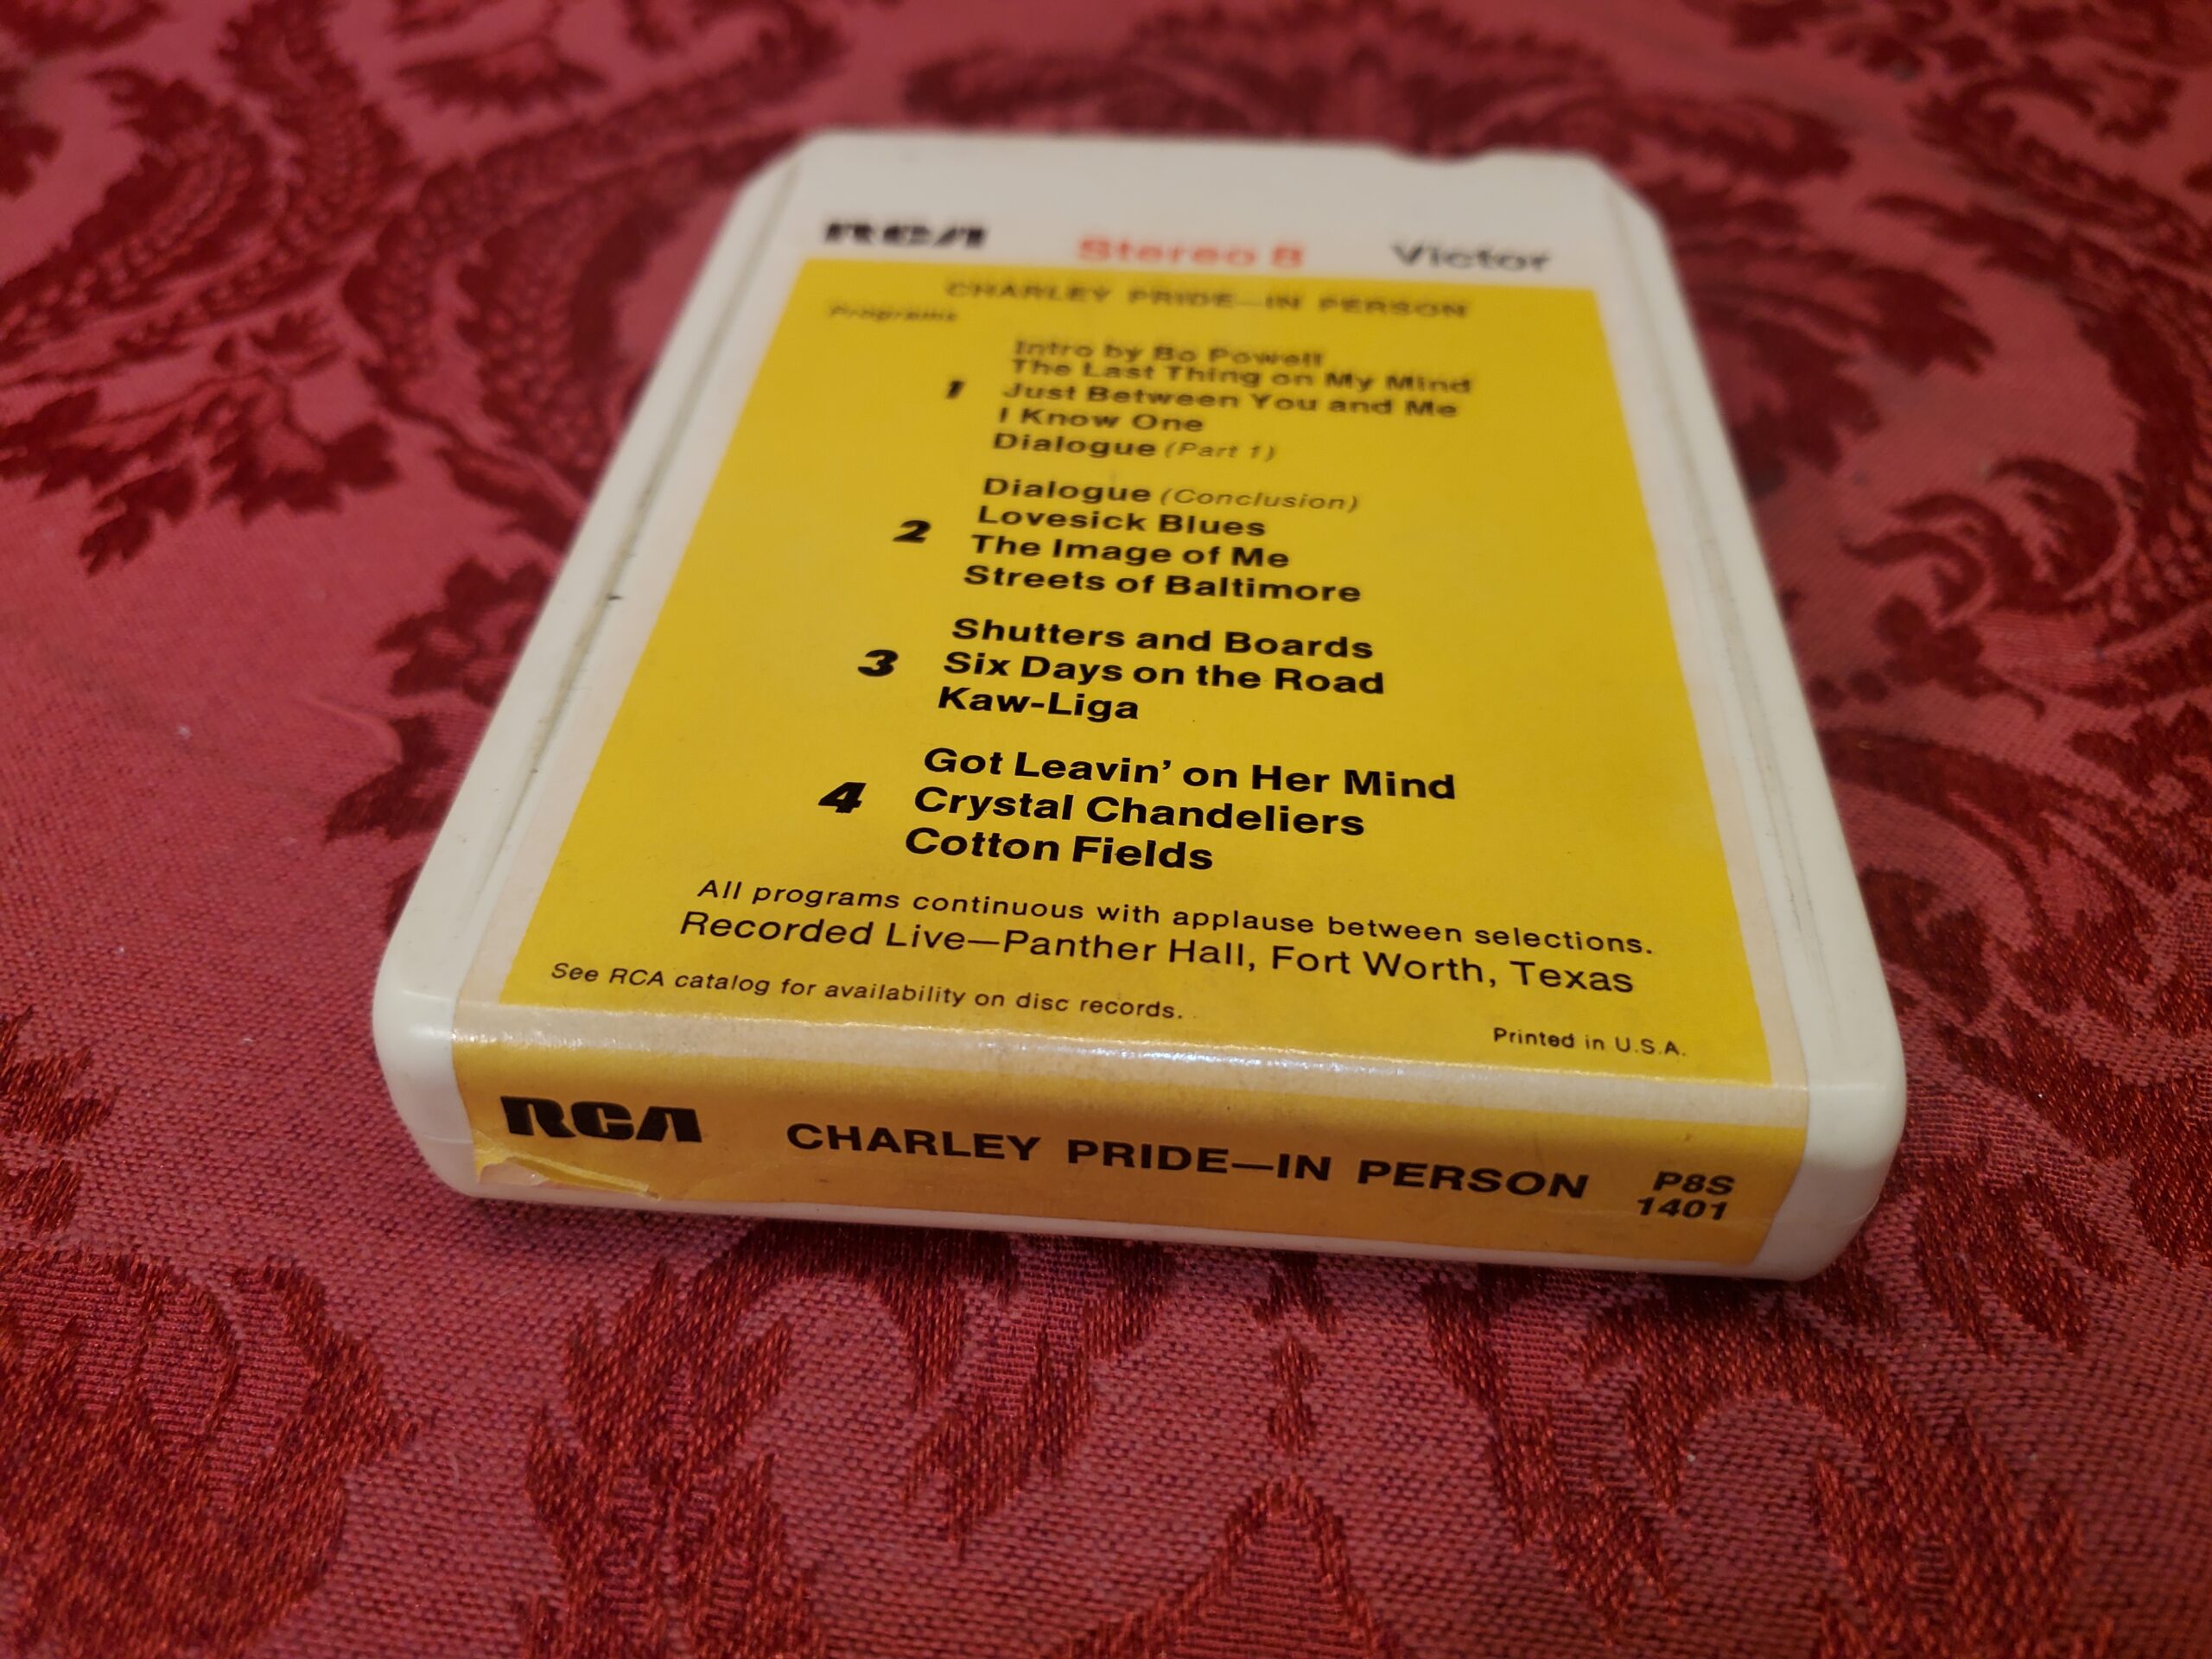 RCA Stereo 8 Victor
CHARLEY PRIDE—IN PERSON
Programs
Intro by Bo Powell
The Last Thing on My Mind
1 Just Between You and Me
I Know One
Dialogue (Part 1)
Dialogue (Conclusion)
2 Lovesick Blues
The Image of Me
Streets of Baltimore
Shutters and Boards
3 Six Days on the Road
Kaw-Liga
Got Leavin' on Her Mind
4 Crystal Chandeliers
Cotton Fields
All programs continuous with applause between selections.
Recorded Live—Panther Hall, Fort Worth, Texas
See RCA catalog for availability on disc records.
Printed in U.S.A.
RCA CHARLEY PRIDE—IN PERSON P8S
1401